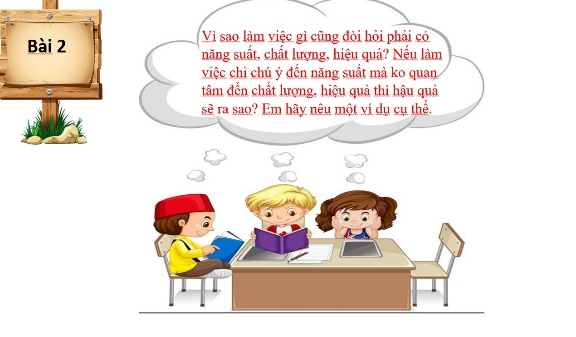 Bài 2
Vì sao làm việc gì cũng đòi hỏi phải có
năng suất, chất lượng, hiệu quả? Nếu làm
việc chỉ chú ý đến năng suất mà ko quan
tâm đến chất lượng, hiệu quả thì hậu quả
sẽ ra sao? Em hãy nêu một ví dụ cụ thể.